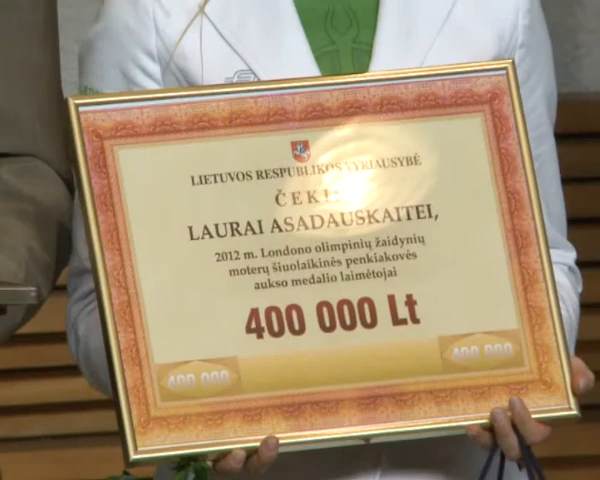 LIETUVOS RESPUBLIKOS VYRIAUSYBĖ
LAURAI ASADAUSKAITEI,
2012 m. Londono olimpinių žaidynių
moterų šiuolaikinės penkiakovės
aukso medalio laimėtojai
400 000 Lt
400 000 400 000